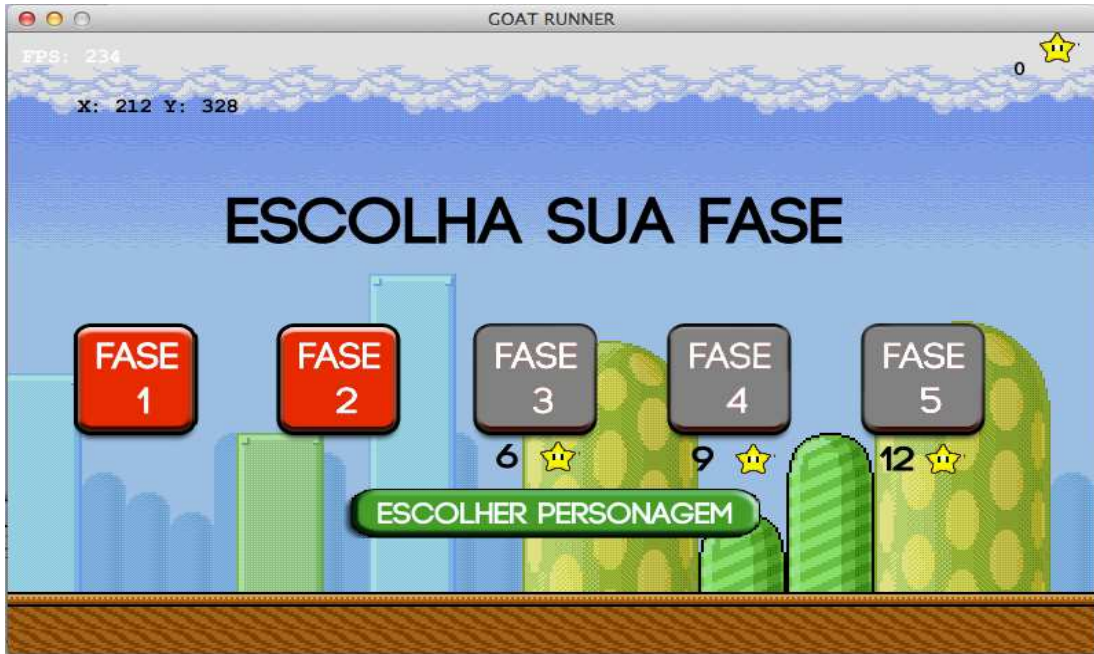 GOAT RUNNER
FPS: 234
0
X: 212 Y: 328
ESCOLHA SUA FASE
FASE 1
FASE 2
FASE 3
FASE 4
FASE 5
6
9
12
ESCOLHER PERSONAGEM